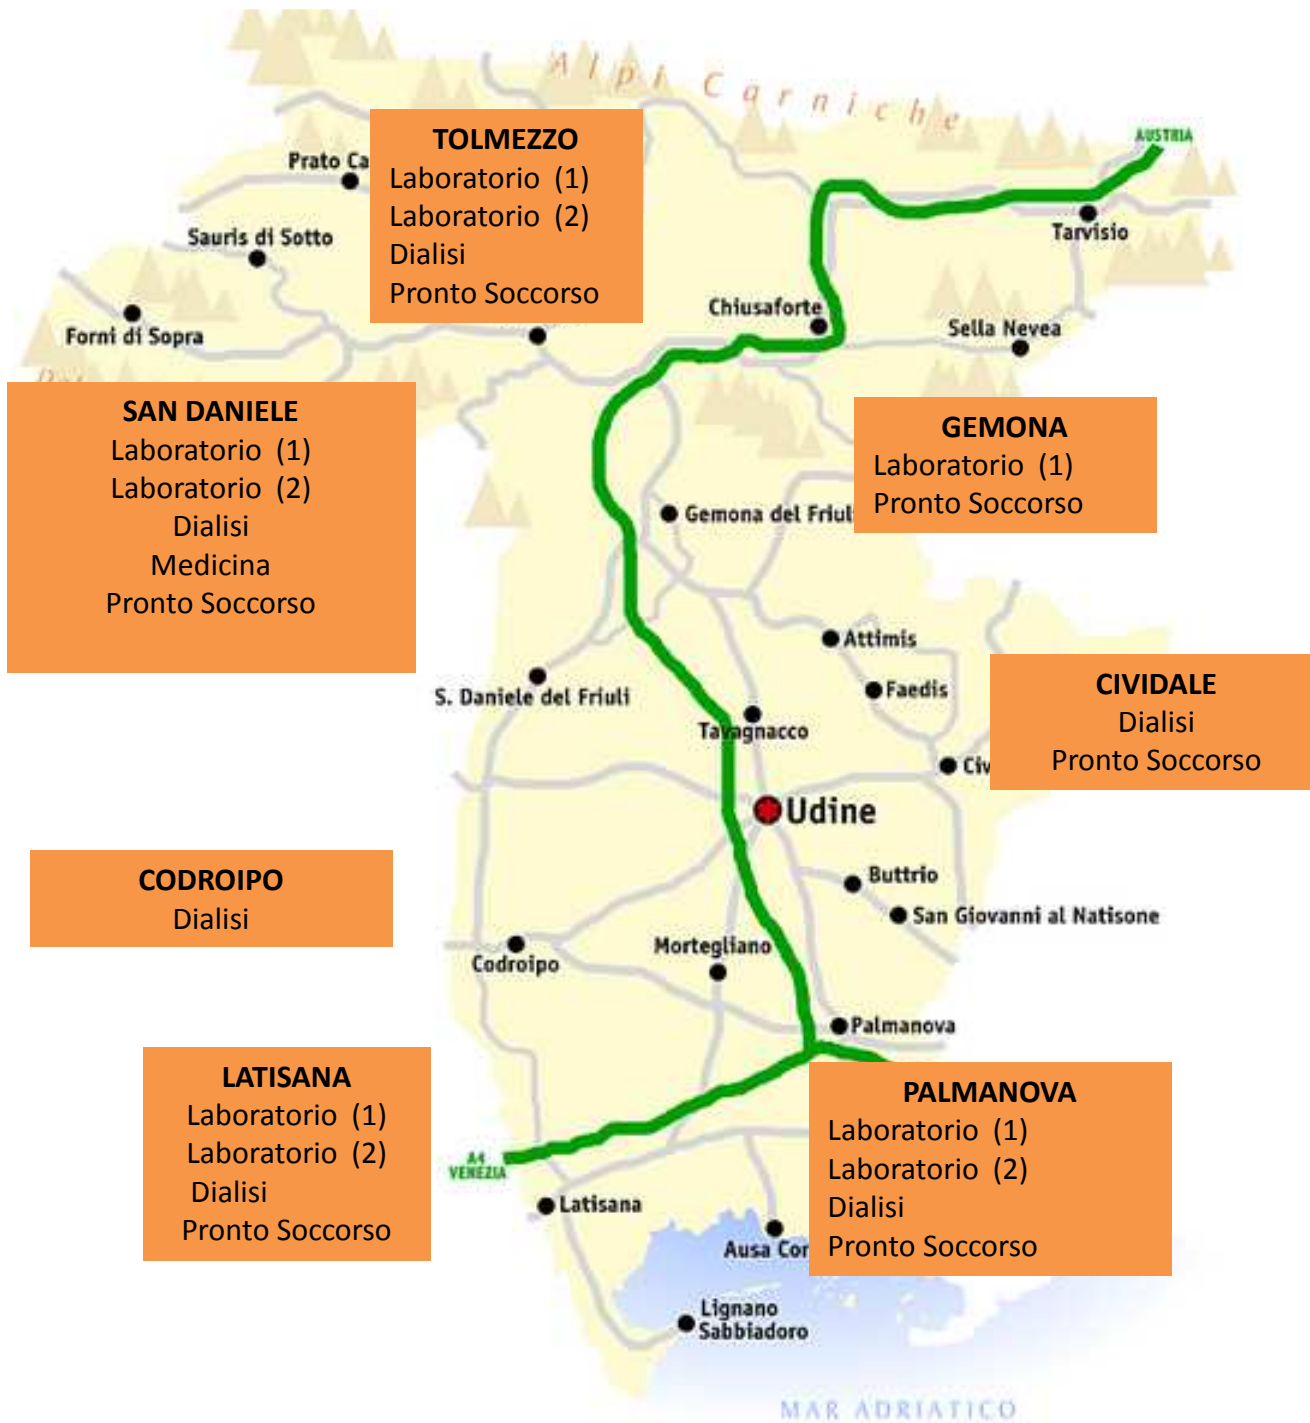 Alpi Carniche
AUSTRIA
TOLMEZZO
Laboratorio (1)
Laboratorio (2)
Dialisi
Pronto Soccorso
Prato
Sauris di Sotto
Tarvisio
Forni di Sopra
Chiusaforte
Sella Nevea
SAN DANIELE
Laboratorio (1)
Laboratorio (2)
Dialisi
Medicina
Pronto Soccorso
GEMONA
Laboratorio (1)
Pronto Soccorso
Gemona del Friul
Attimis
Faedis
S. Daniele del Friuli
Tavagnacco
CIVIDALE
Dialisi
Pronto Soccorso
Civ
Udine
CODROIPO
Dialisi
Buttrio
San Giovanni al Natisone
Mortegliano
Codroipo
Palmanova
LATISANA
Laboratorio (1)
Laboratorio (2)
Dialisi
Pronto Soccorso
PALMANOVA
Laboratorio (1)
Laboratorio (2)
Dialisi
Pronto Soccorso
A4
VENEZIA
Latisana
Ausa Cor
Lignano
Sabbiadoro
MAR ADRIATICO